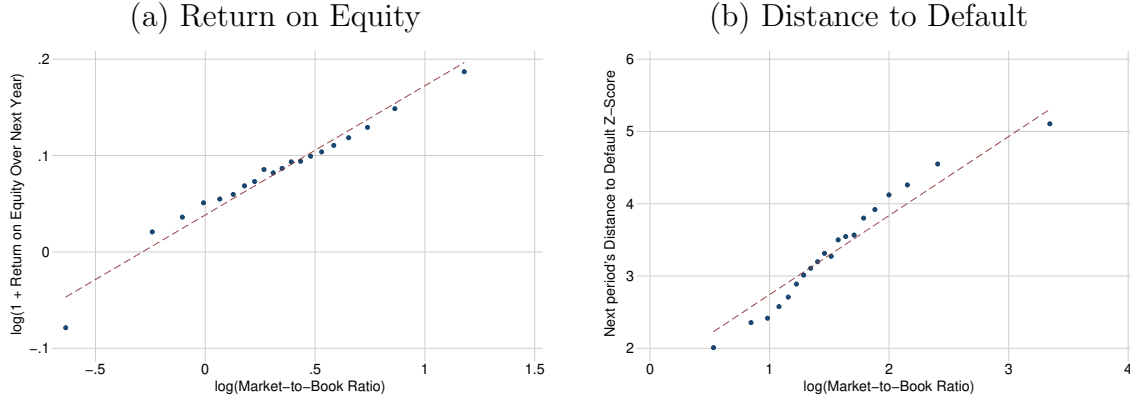 (a) Return on Equity
log(1 + Return on Equity Over Next Year)
.2
.1
0
−.1
−.5 0 .5 1 1.5
log(Market−to−Book Ratio)
(b) Distance to Default
Next period's Distance to Default Z−Score
6
5
4
3
2
0 1 2 3 4
log(Market−to−Book Ratio)